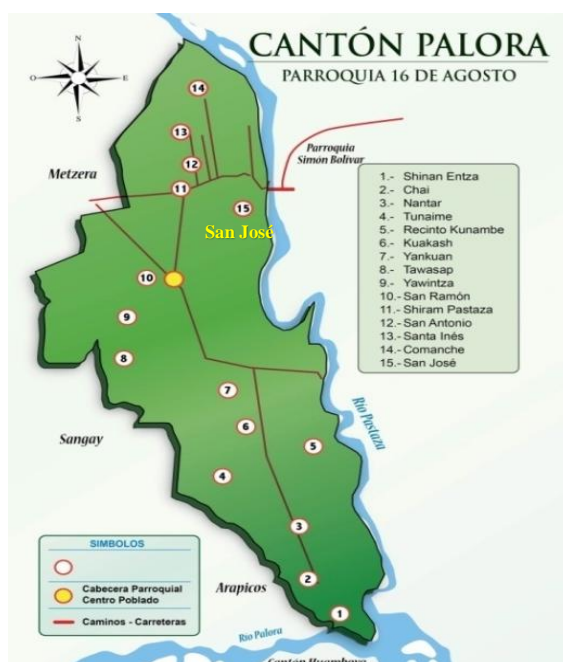 CANTÓN PALORA
PARROQUIA 16 DE AGOSTO
N
O
E
S
14
13
12
11
15
San José
10
9
8
7
6
5
4
3
2
1
Metzera
Parroquia
Simón Bolivar
1.- Shinan Entza
2.- Chai
3.- Nantar
4.- Tunaime
5.- Recinto Kunambe
6.- Kuakash
7.- Yankuan
8.- Tawasap
9.- Yawintza
10.- San Ramón
11.- Shiram Pastaza
12.- San Antonio
13.- Santa Inés
14.- Comanche
15.- San José
Río Pastaza
Sangay
Arapicos
SIMBOLOS
Cabecera Parroquial
Centro Poblado
Caminos - Carreteras
Río Palora